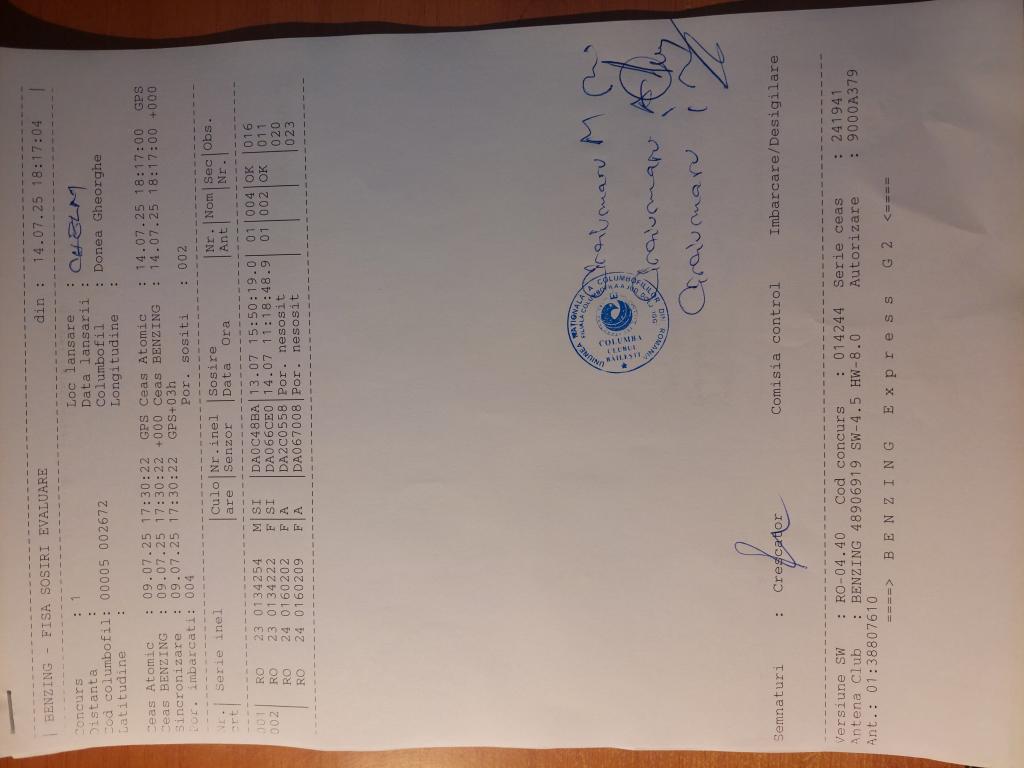 | BENZING - FISA SOSIRI EVALUARE din : 14.07.25 18:17:04 |
Concurs : 1 Loc lansare : CHELM
Distanta : Data lansarii :
Cod columbofil: 00005 002672 Columbofil : Donea Gheorghe
Latitudine : Longitudine :
Ceas Atomic : 09.07.25 17:30:22 GPS Ceas Atomic : 14.07.25 18:17:00 GPS
Ceas BENZING : 09.07.25 17:30:22 +000 Ceas BENZING : 14.07.25 18:17:00 +000
Sincronizare : 09.07.25 17:30:22 GPS+03h
Por. imbarcati: 004 Por. sositi : 002
Nr.| Serie inel |Culo|Nr.inel |Sosire |Nr.|Nom|Sec|Obs.
crt| |are |Senzor |Data Ora |Ant| |Nr.|
001| RO 23 0134254 M|SI |DA0C48BA|13.07 15:50:19.0| 01|004|OK |016
002| RO 23 0134222 F|SI |DA066CE0|14.07 11:18:48.9| 01|002|OK |011
| RO 24 0160202 F|A |DA2C0558|Por. nesosit | | | |020
| RO 24 0160209 F|A |DA067008|Por. nesosit | | | |023
UNIUNEA NATIONALA A COLUMBOFILILOR DIN ROMANIA
COLUMBA
CLUBUL
BAILESTI
Semnaturi : Crescator Comisia control Imbarcare/Desigilare
Versiune SW : RO-04.40 Cod concurs : 014244 Serie ceas : 241941
Antena Club : BENZING 48906919 SW-4.5 HW-8.0 Autorizare : 9000A379
Ant.: 01:38807610
====> B E N Z I N G E x p r e s s G 2 <====